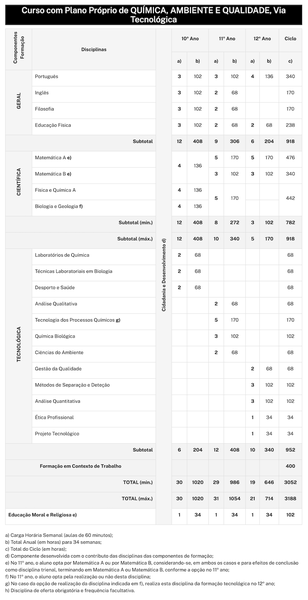 Curso com Plano Próprio de QUÍMICA, AMBIENTE E QUALIDADE, Via
Tecnológica
Componentes Formação
Disciplinas
10º Ano 11º Ano 12º Ano Ciclo
a) b) a) b) a) b) c)
Cidadania e Desenvolvimento d)
GERAL
Português 3 102 3 102 4 136 340
Inglês 3 102 2 68 170
Filosofia 3 102 2 68 170
Educação Física 3 102 2 68 2 68 238
Subtotal 12 408 9 306 6 204 918
CIENTÍFICA
Matemática A e) 4 136 5 170 5 170 476
Matemática B e) 3 102 3 102 340
Física e Química A 4 136 5 170 442
Biologia e Geologia f) 4 136
Subtotal (mín.) 12 408 8 272 3 102 782
Subtotal (máx.) 12 408 10 340 5 170 918
TECNOLÓGICA
Laboratórios de Química 2 68 68
Técnicas Laboratoriais em Biologia 2 68 68
Desporto e Saúde 2 68 68
Análise Qualitativa 2 68 68
Tecnologia dos Processos Químicos g) 5 170 170
Química Biológica 3 102 102
Ciências do Ambiente 2 68 68
Gestão da Qualidade 2 68 68
Métodos de Separação e Deteção 3 102 102
Análise Quantitativa 3 102 102
Ética Profissional 1 34 34
Projeto Tecnológico 1 34 34
Subtotal 6 204 12 408 10 340 952
Formação em Contexto de Trabalho 400
TOTAL (mín.) 30 1020 29 986 19 646 3052
TOTAL (máx.) 30 1020 31 1054 21 714 3188
Educação Moral e Religiosa e) 1 34 1 34 1 34 102
a) Carga Horária Semanal (aulas de 60 minutos);
b) Total Anual (em horas) para 34 semanas;
c) Total do Ciclo (em horas);
d) Componente desenvolvida com o contributo das disciplinas das componentes de formação;
e) No 11º ano, o aluno opta por Matemática A ou por Matemática B, considerando-se, em ambos os casos e para efeitos de conclusão
como disciplina trianal, terminando em Matemática A ou Matemática B, conforme a opção no 11º ano;
f) No 11º ano, o aluno opta pela realização ou não desta disciplina.
g) No caso da opção de realização da disciplina indicada em f), realiza esta disciplina da formação tecnológica no 12º ano;
h) Disciplina de oferta obrigatória e frequência facultativa.